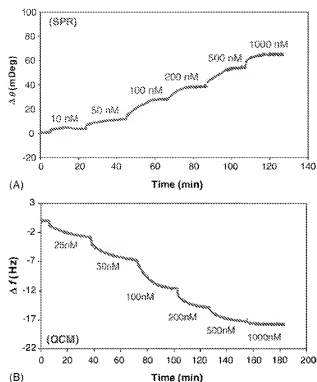 100
80
60
40
20
0
-20
(SPR)
10 nM
50 nM
100 nM
200 nM
500 nM
1000 nM
Δθ (mDeg)
0 20 40 60 80 100 120 140
(A)
Time (min)
3
-2
-7
-12
-17
-22
Δf (Hz)
25nM
50nM
100nM
200nM
500nM
1000nM
(QCM)
0 20 40 60 80 100 120 140 160 180 200
(B)
Time (min)